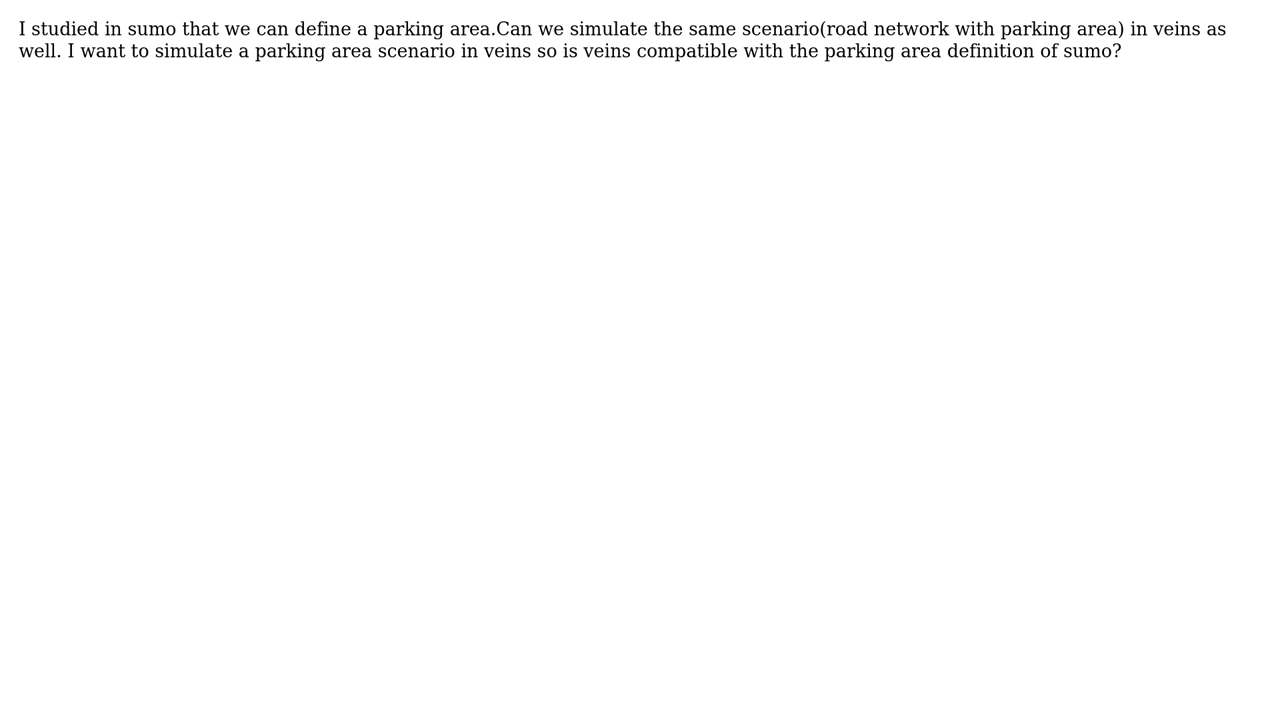 I studied in sumo that we can define a parking area.Can we simulate the same scenario(road network with parking area) in veins as
well. I want to simulate a parking area scenario in veins so is veins compatible with the parking area definition of sumo?